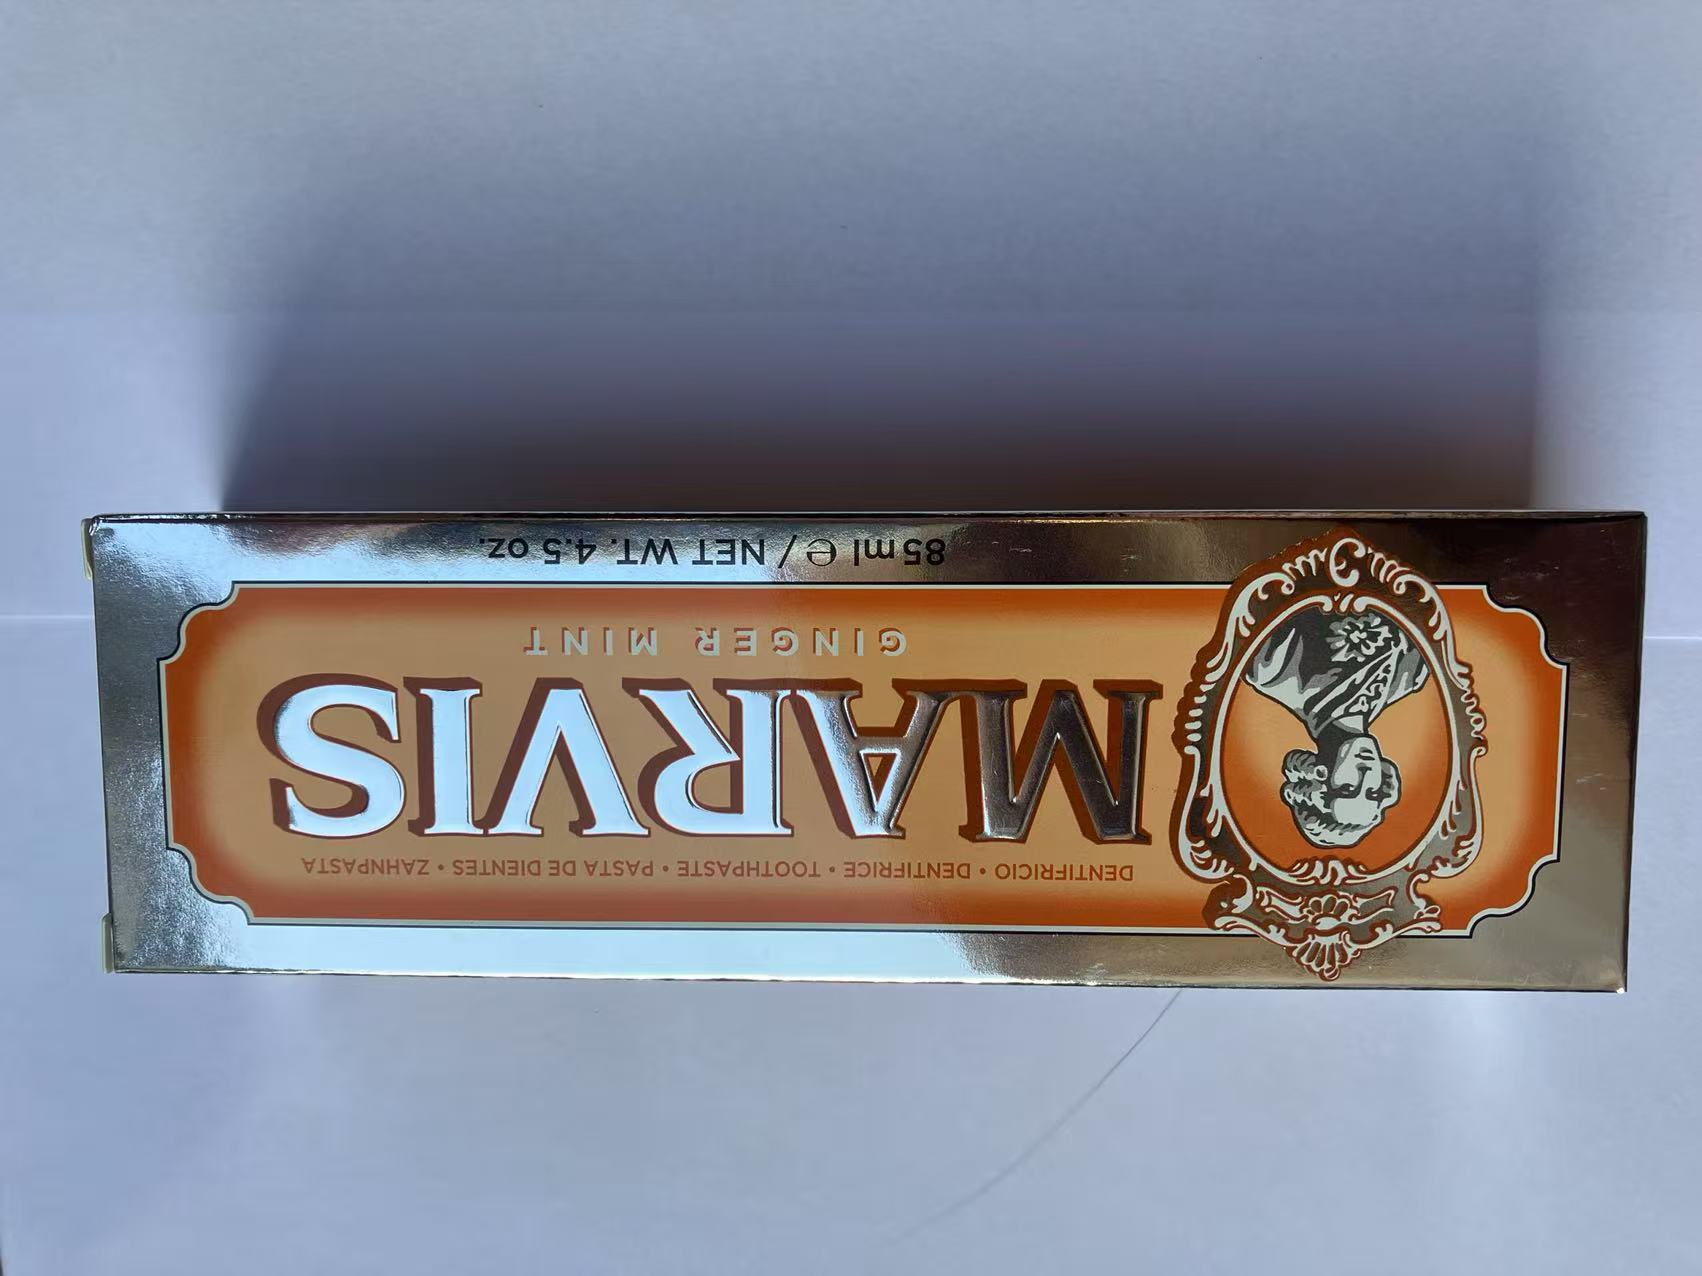 DENTIFRICIO • DENTIFRICE • TOOTHPASTE • PASTA DE DIENTES • ZAHNPASTA
MARVIS
GINGER MINT
85 ml ℮ / NET WT. 4.5 oz.